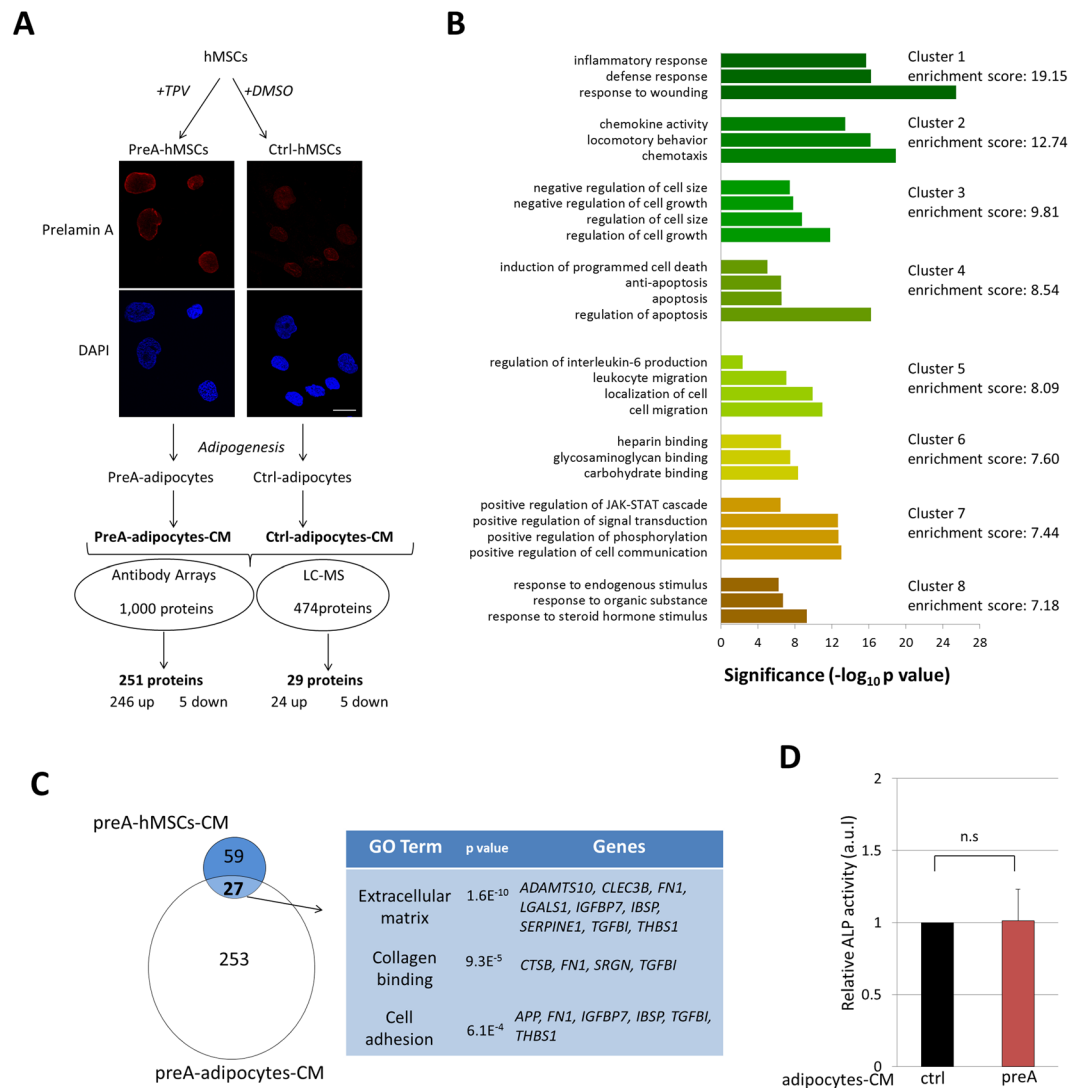 A
hMSCs
+TPV
+DMSO
PreA-hMSCs
Ctrl-hMSCs
Prelamin A
DAPI
Adipogenesis
PreA-adipocytes
Ctrl-adipocytes
PreA-adipocytes-CM
Ctrl-adipocytes-CM
Antibody Arrays
1,000 proteins
LC-MS
474proteins
251 proteins
246 up 5 down
29 proteins
24 up 5 down
B
inflammatory response
defense response
response to wounding
Cluster 1
enrichment score: 19.15
chemokine activity
locomotory behavior
chemotaxis
Cluster 2
enrichment score: 12.74
negative regulation of cell size
negative regulation of cell growth
regulation of cell size
regulation of cell growth
Cluster 3
enrichment score: 9.81
induction of programmed cell death
anti-apoptosis
apoptosis
regulation of apoptosis
Cluster 4
enrichment score: 8.54
regulation of interleukin-6 production
leukocyte migration
localization of cell
cell migration
Cluster 5
enrichment score: 8.09
heparin binding
glycosaminoglycan binding
carbohydrate binding
Cluster 6
enrichment score: 7.60
positive regulation of JAK-STAT cascade
positive regulation of signal transduction
positive regulation of phosphorylation
positive regulation of cell communication
Cluster 7
enrichment score: 7.44
response to endogenous stimulus
response to organic substance
response to steroid hormone stimulus
Cluster 8
enrichment score: 7.18
0 4 8 12 16 20 24 28
Significance (-log10 p value)
C
preA-hMSCs-CM
59
27
253
preA-adipocytes-CM
GO Term p value Genes
Extracellular
matrix
1.6E-10
ADAMTS10, CLEC3B, FN1,
LGALS1, IGFBP7, IBSP,
SERPINE1, TGFBI, THBS1
Collagen
binding
9.3E-5
CTSB, FN1, SRGN, TGFBI
Cell
adhesion
6.1E-4
APP, FN1, IGFBP7, IBSP, TGFBI,
THBS1
D
Relative ALP activity (a.u.l)
2
1.5
1
0.5
0
n.s
adipocytes-CM ctrl preA